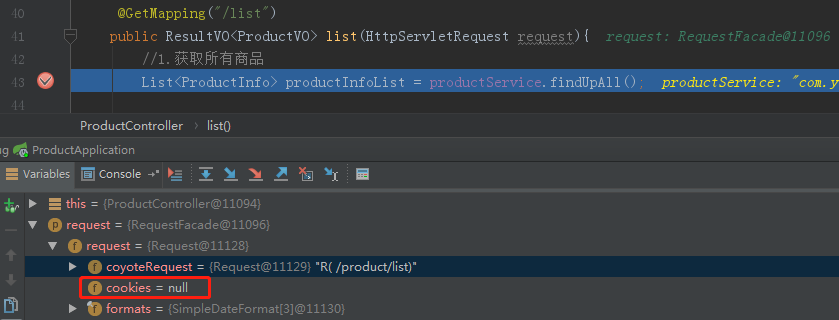 40 @GetMapping("/list")
41 public ResultVO<ProductVO> list(HttpServletRequest request){ request: RequestFacade@11096
42 //1.获取所有商品
43 List<ProductInfo> productInfoList = productService.findUpAll(); productService: "com.y
44
ProductController › list()
ProductApplication
Variables Console
this = {ProductController@11094}
request = {RequestFacade@11096}
request = {Request@11128}
coyoteRequest = {Request@11129} "R( /product/list)"
cookies = null
formats = {SimpleDateFormat[3]@11130}